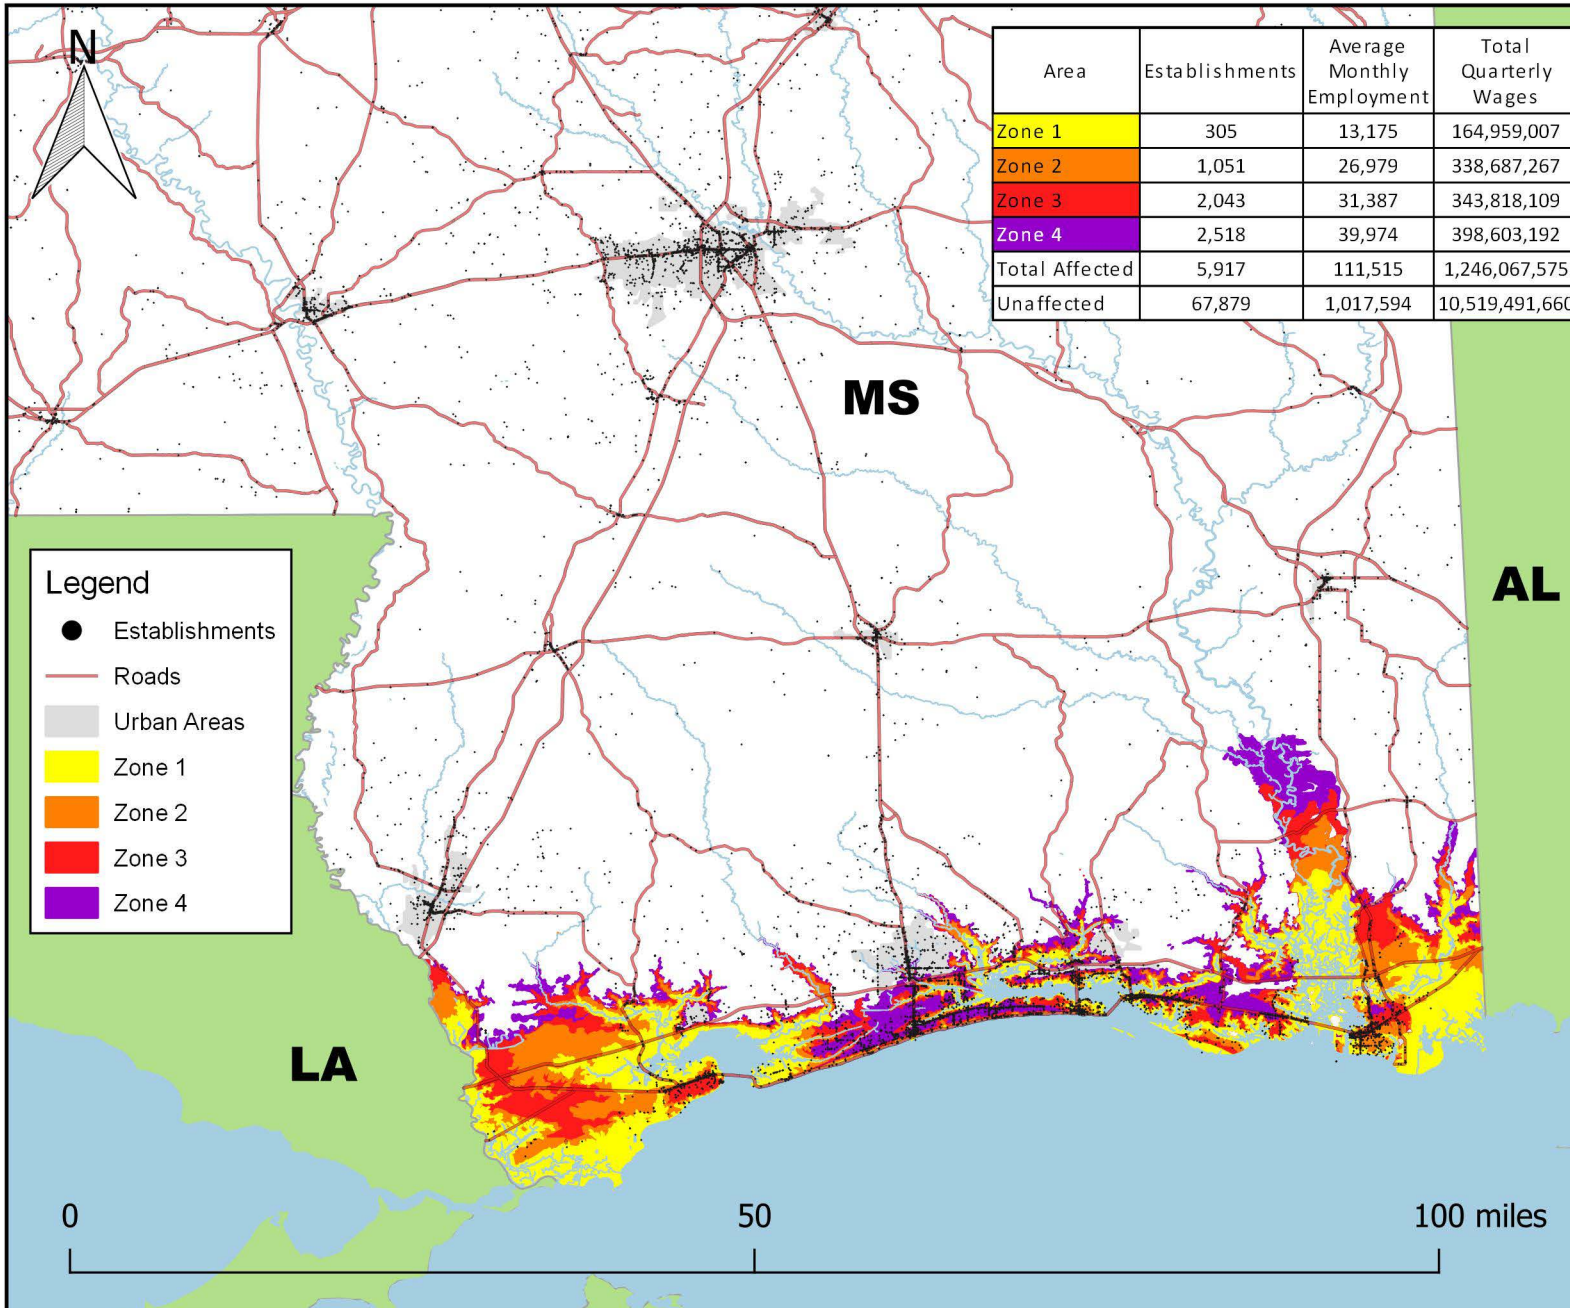 N
Area Establishments Average Monthly Employment Total Quarterly Wages
Zone 1 305 13,175 164,959,007
Zone 2 1,051 26,979 338,687,267
Zone 3 2,043 31,387 343,818,109
Zone 4 2,518 39,974 398,603,192
Total Affected 5,917 111,515 1,246,067,575
Unaffected 67,879 1,017,594 10,519,491,660
MS
AL
LA
Legend
Establishments
Roads
Urban Areas
Zone 1
Zone 2
Zone 3
Zone 4
0 50 100 miles